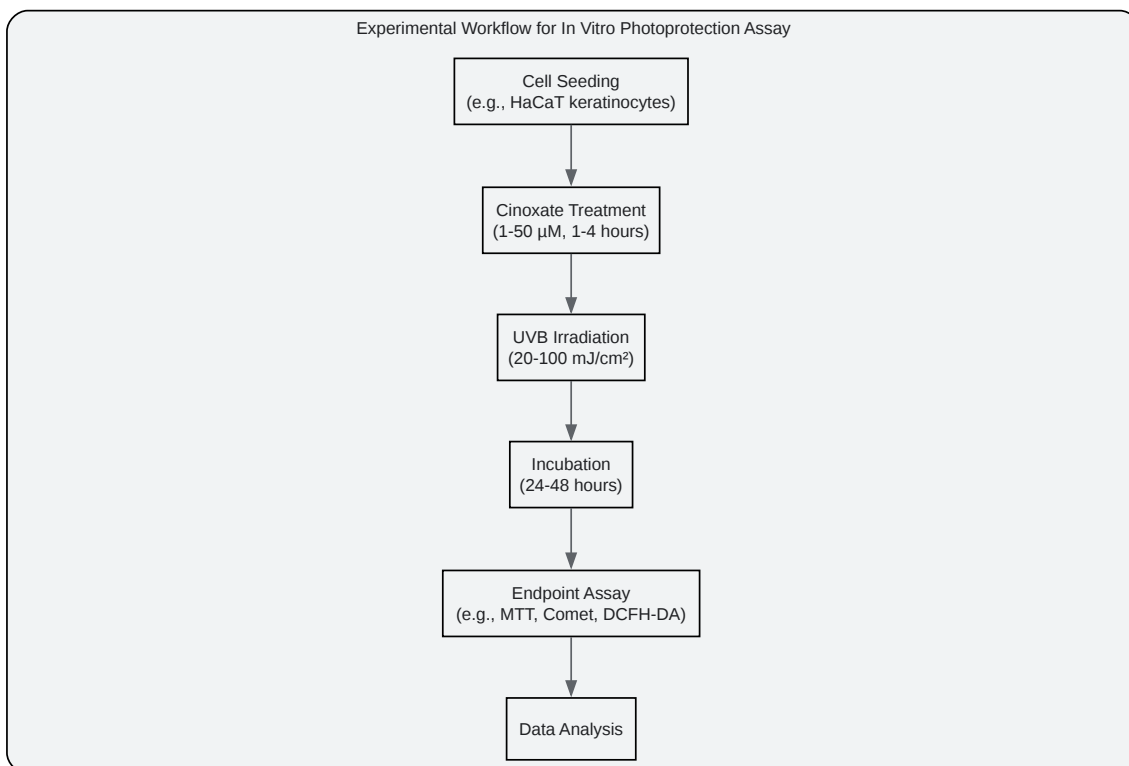 Experimental Workflow for In Vitro Photoprotection Assay
Cell Seeding
(e.g., HaCaT keratinocytes)
Cinoxate Treatment
(1-50 µM, 1-4 hours)
UVB Irradiation
(20-100 mJ/cm²)
Incubation
(24-48 hours)
Endpoint Assay
(e.g., MTT, Comet, DCFH-DA)
Data Analysis